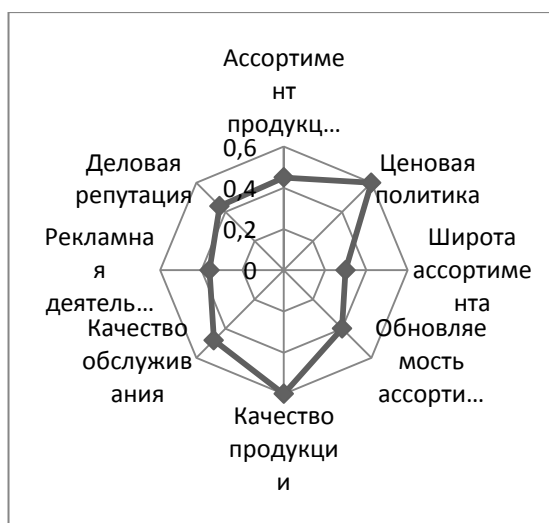 Ассортиме
нт
продукц...
0,6
0,4
0,2
0
Ценовая
политика
Широта
ассортиме
нта
Обновляе
мость
ассорти...
Качество
продукци
и
Качество
обслужив
ания
Рекламна
я
деятель...
Деловая
репутация